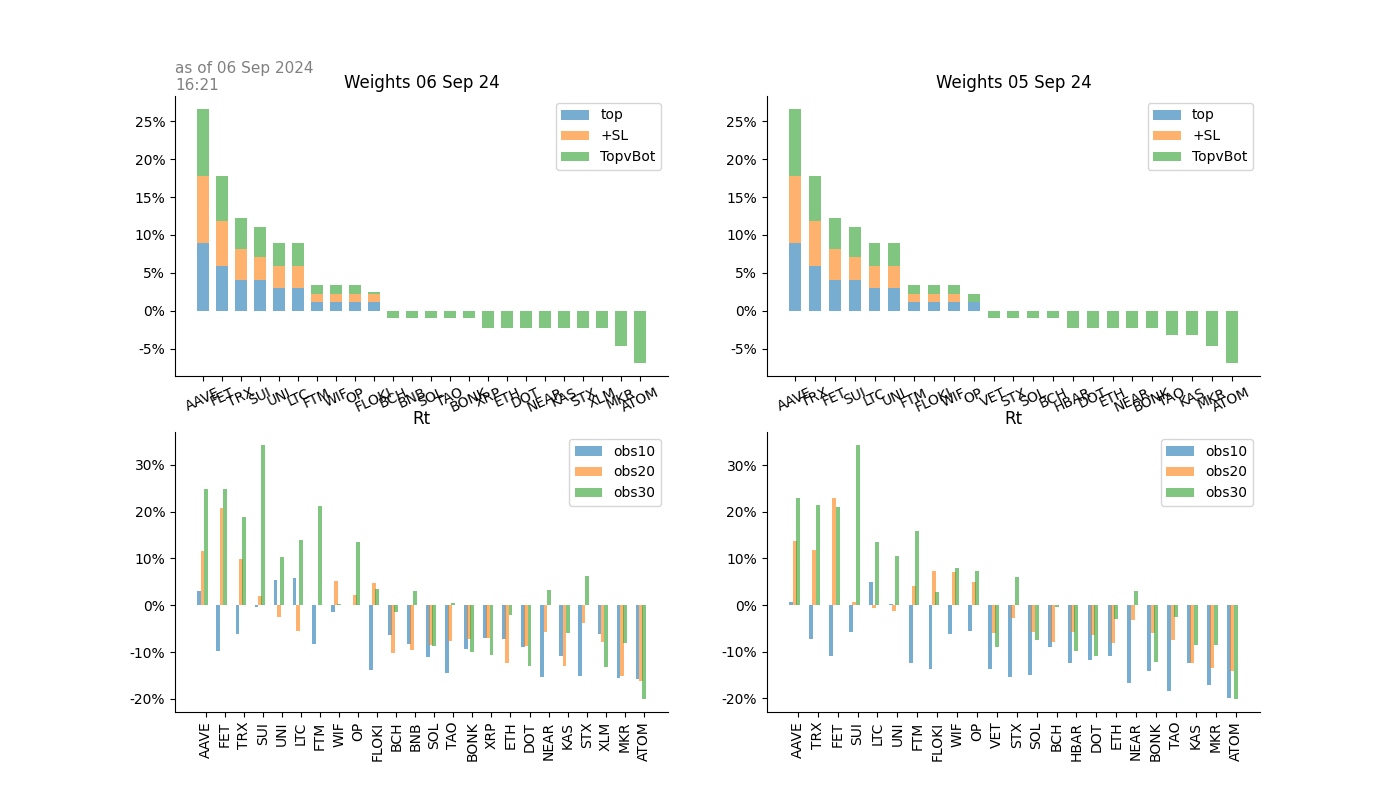 as of 06 Sep 2024
16:21
Weights 06 Sep 24
25%
20%
15%
10%
5%
0%
-5%
top
+SL
TopvBot
AAVE FET TRX SUI UNI LTC FTM WIF OP FLOKI BCH BNB SOL TAO BONK XRP ETH DOT NEAR KAS STX XLM MKR ATOM
Weights 05 Sep 24
25%
20%
15%
10%
5%
0%
-5%
top
+SL
TopvBot
AAVE TRX FET SUI LTC UNI FTM FLOKI WIF OP VET STX SOL BCH HBAR DOT ETH NEAR BONK TAO KAS MKR ATOM
Rt
30%
20%
10%
0%
-10%
-20%
obs10
obs20
obs30
AAVE FET TRX SUI UNI LTC FTM WIF OP FLOKI BCH BNB SOL TAO BONK XRP ETH DOT NEAR KAS STX XLM MKR ATOM
Rt
30%
20%
10%
0%
-10%
-20%
obs10
obs20
obs30
AAVE TRX FET SUI LTC UNI FTM FLOKI WIF OP VET STX SOL BCH HBAR DOT ETH NEAR BONK TAO KAS MKR ATOM